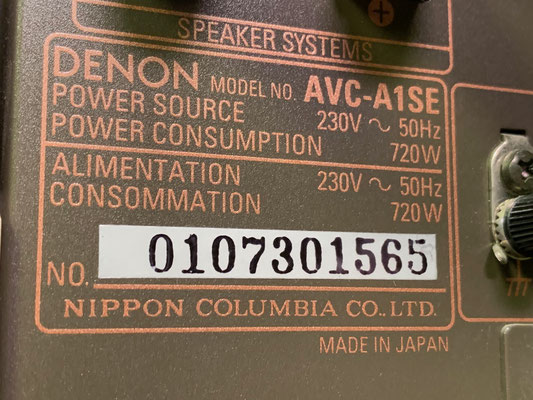 SPEAKER SYSTEMS
DENON MODEL NO. AVC-A1SE
POWER SOURCE 230V ~ 50Hz
POWER CONSUMPTION 720W
ALIMENTATION 230V ~ 50Hz
CONSOMMATION 720W
NO. 0107301565
NIPPON COLUMBIA CO., LTD.
MADE IN JAPAN